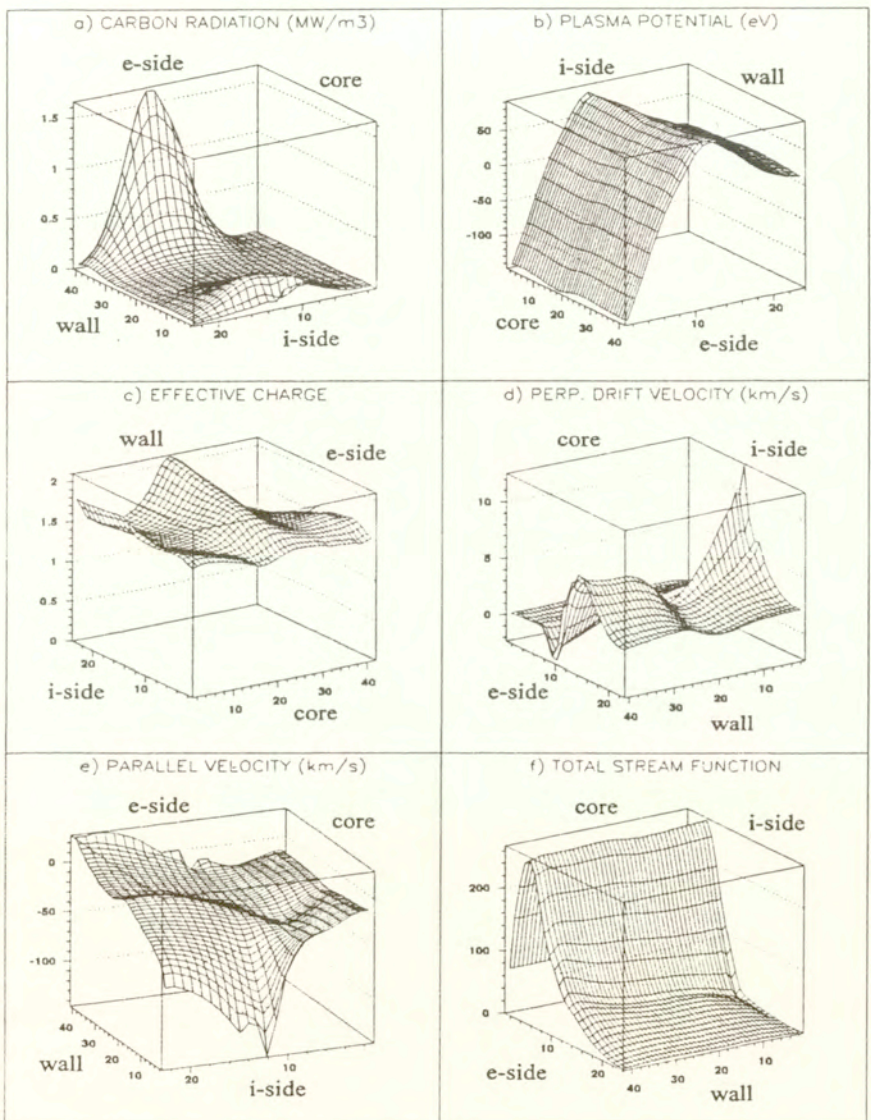 a) CARBON RADIATION (MW/m3)
e-side
core
1.5
1
0.5
0
40
30
20
10
wall
20
10
i-side
b) PLASMA POTENTIAL (eV)
i-side
wall
50
0
-50
-100
10
20
30
40
core
10
20
e-side
c) EFFECTIVE CHARGE
wall
e-side
2
1.5
1
0.5
0
20
10
i-side
10
20
30
40
core
d) PERP. DRIFT VELOCITY (km/s)
core
i-side
10
5
0
10
20
e-side
40
30
20
10
wall
e) PARALLEL VELOCITY (km/s)
e-side
core
0
-50
-100
40
30
20
10
wall
20
10
i-side
f) TOTAL STREAM FUNCTION
core
i-side
200
100
0
10
20
e-side
40
30
20
10
wall